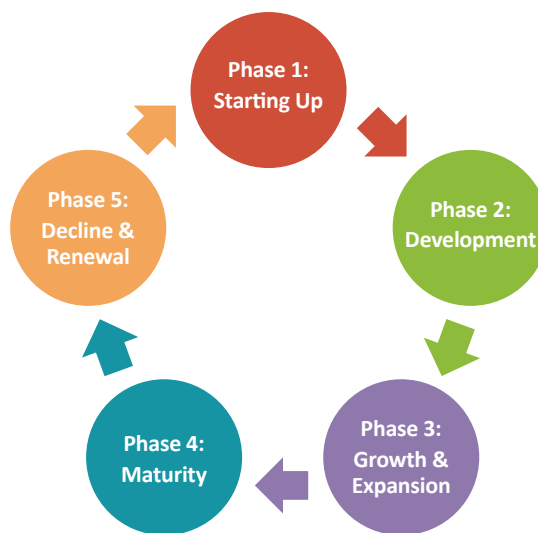 Phase 1:
Starting Up
Phase 2:
Development
Phase 3:
Growth &
Expansion
Phase 4:
Maturity
Phase 5:
Decline &
Renewal